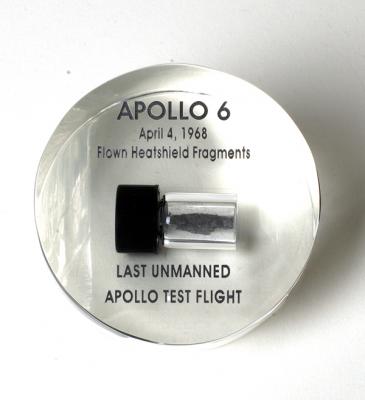 APOLLO 6
April 4, 1968
Flown Heatshield Fragments
LAST UNMANNED
APOLLO TEST FLIGHT